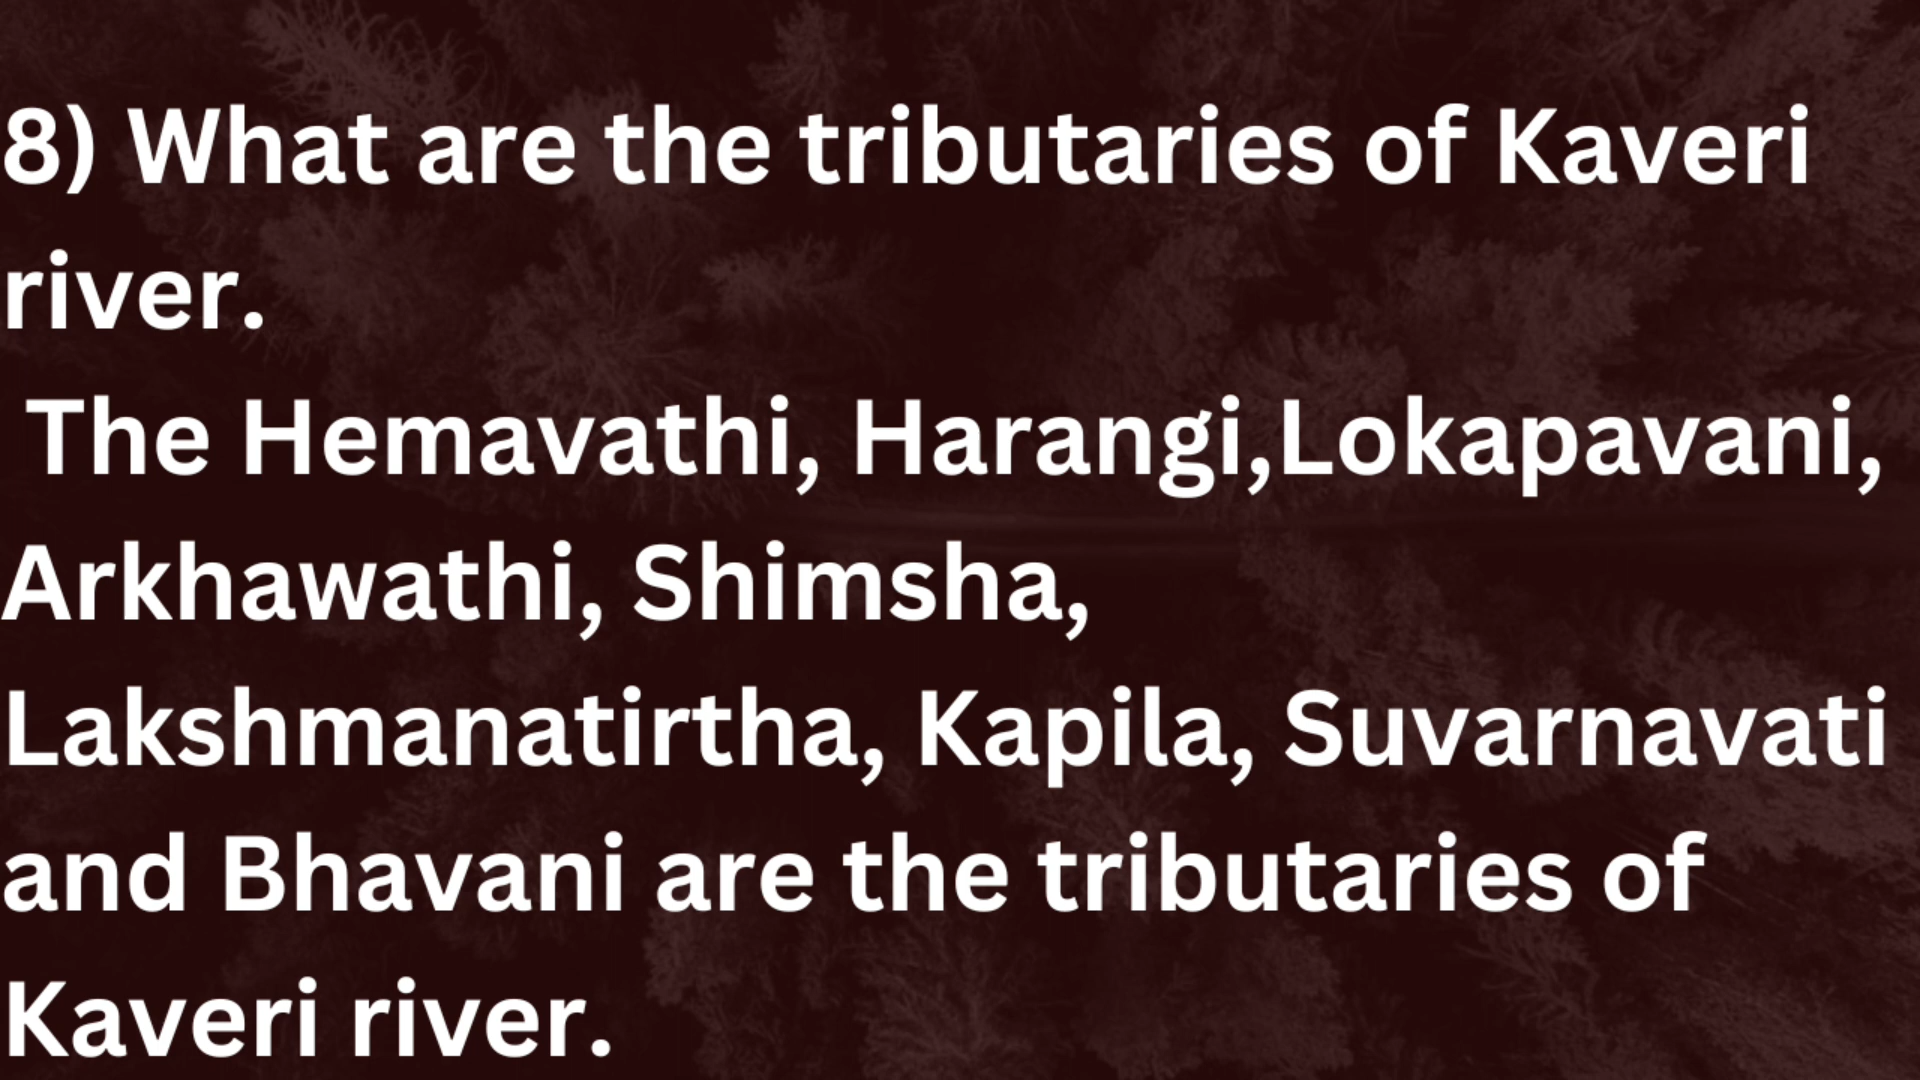 8) What are the tributaries of Kaveri
river.
The Hemavathi, Harangi,Lokapavani,
Arkhawathi, Shimsha,
Lakshmanatirtha, Kapila, Suvarnavati
and Bhavani are the tributaries of
Kaveri river.